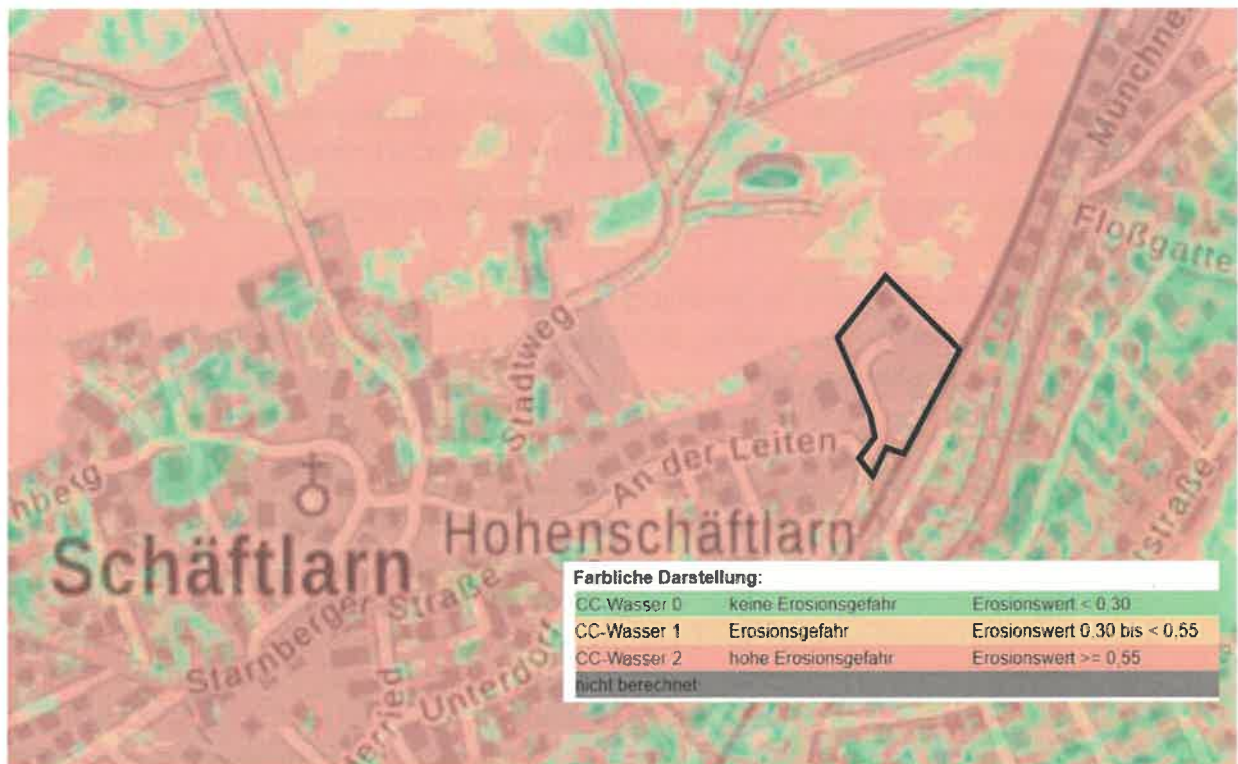 Münchne
Floßgatte
Stadtweg
An der Leiten
hberg
Hohenschäftlarn
Schäftlarn
Starnberger Straße
Unterdorf
tstraße
Farbliche Darstellung:
CC-Wasser 0 keine Erosionsgefahr Erosionswert < 0,30
CC-Wasser 1 Erosionsgefahr Erosionswert 0,30 bis < 0,55
CC-Wasser 2 hohe Erosionsgefahr Erosionswert >= 0,55
nicht berechnet